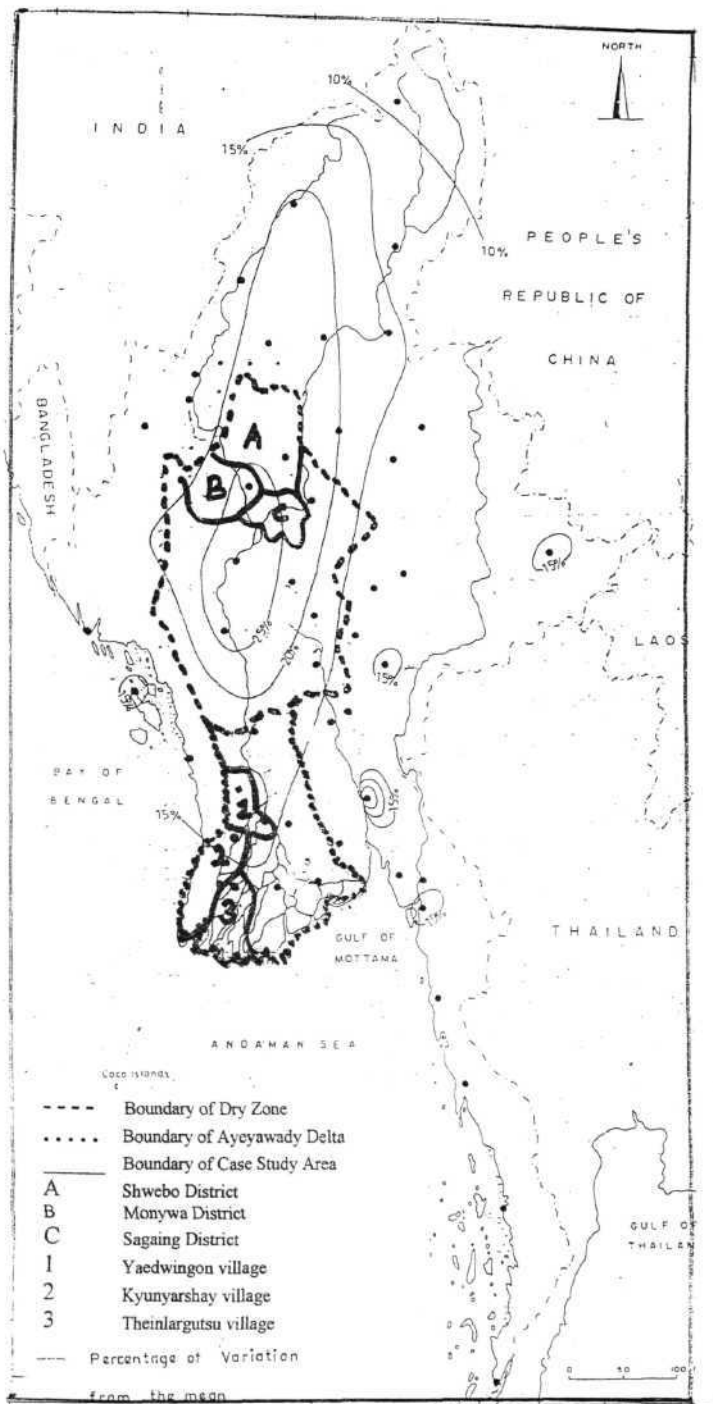 NORTH
10%
INDIA
15%
10%
PEOPLE'S
REPUBLIC OF
CHINA
BANGLADESH
A
B
C
15%
25%
20%
LAOS
15%
BAY OF
BENGAL
1
15%
15%
2
3
GULF OF
MOTTAMA
THAILAND
ANDAMAN SEA
Coco Islands
Boundary of Dry Zone
Boundary of Ayeyawady Delta
Boundary of Case Study Area
A Shwebo District
B Monywa District
C Sagaing District
1 Yaedwingon village
2 Kyunyarshay village
3 Theinlargutsu village
GULF OF
THAILAN
Percentage of Variation
from the mean
0 50 100